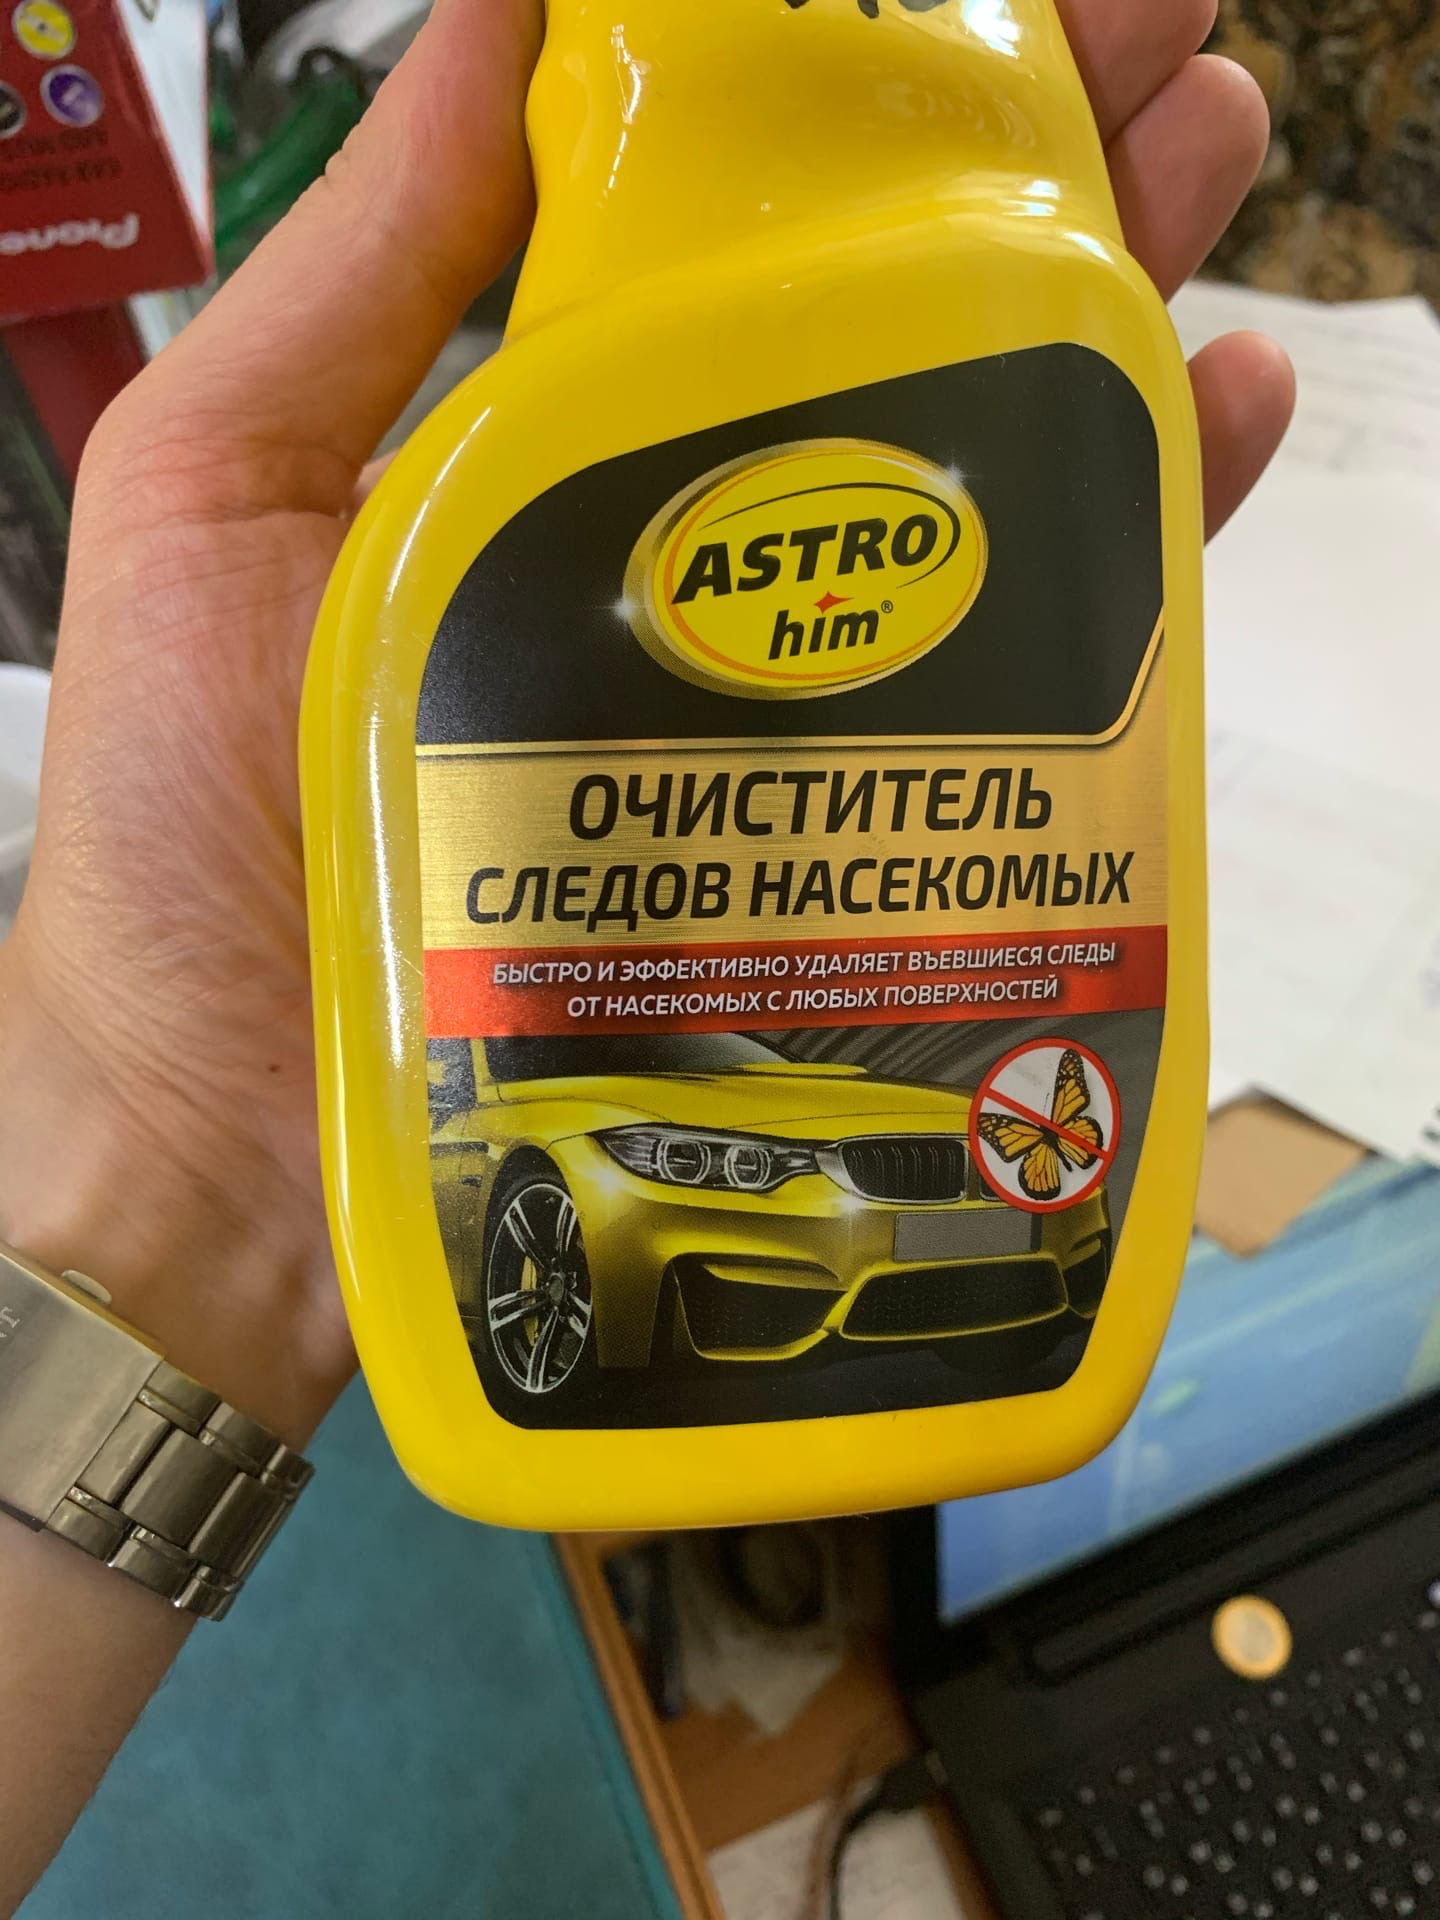 ASTRO
him®
ОЧИСТИТЕЛЬ
СЛЕДОВ НАСЕКОМЫХ
БЫСТРО И ЭФФЕКТИВНО УДАЛЯЕТ ВЪЕВШИЕСЯ СЛЕДЫ
ОТ НАСЕКОМЫХ С ЛЮБЫХ ПОВЕРХНОСТЕЙ